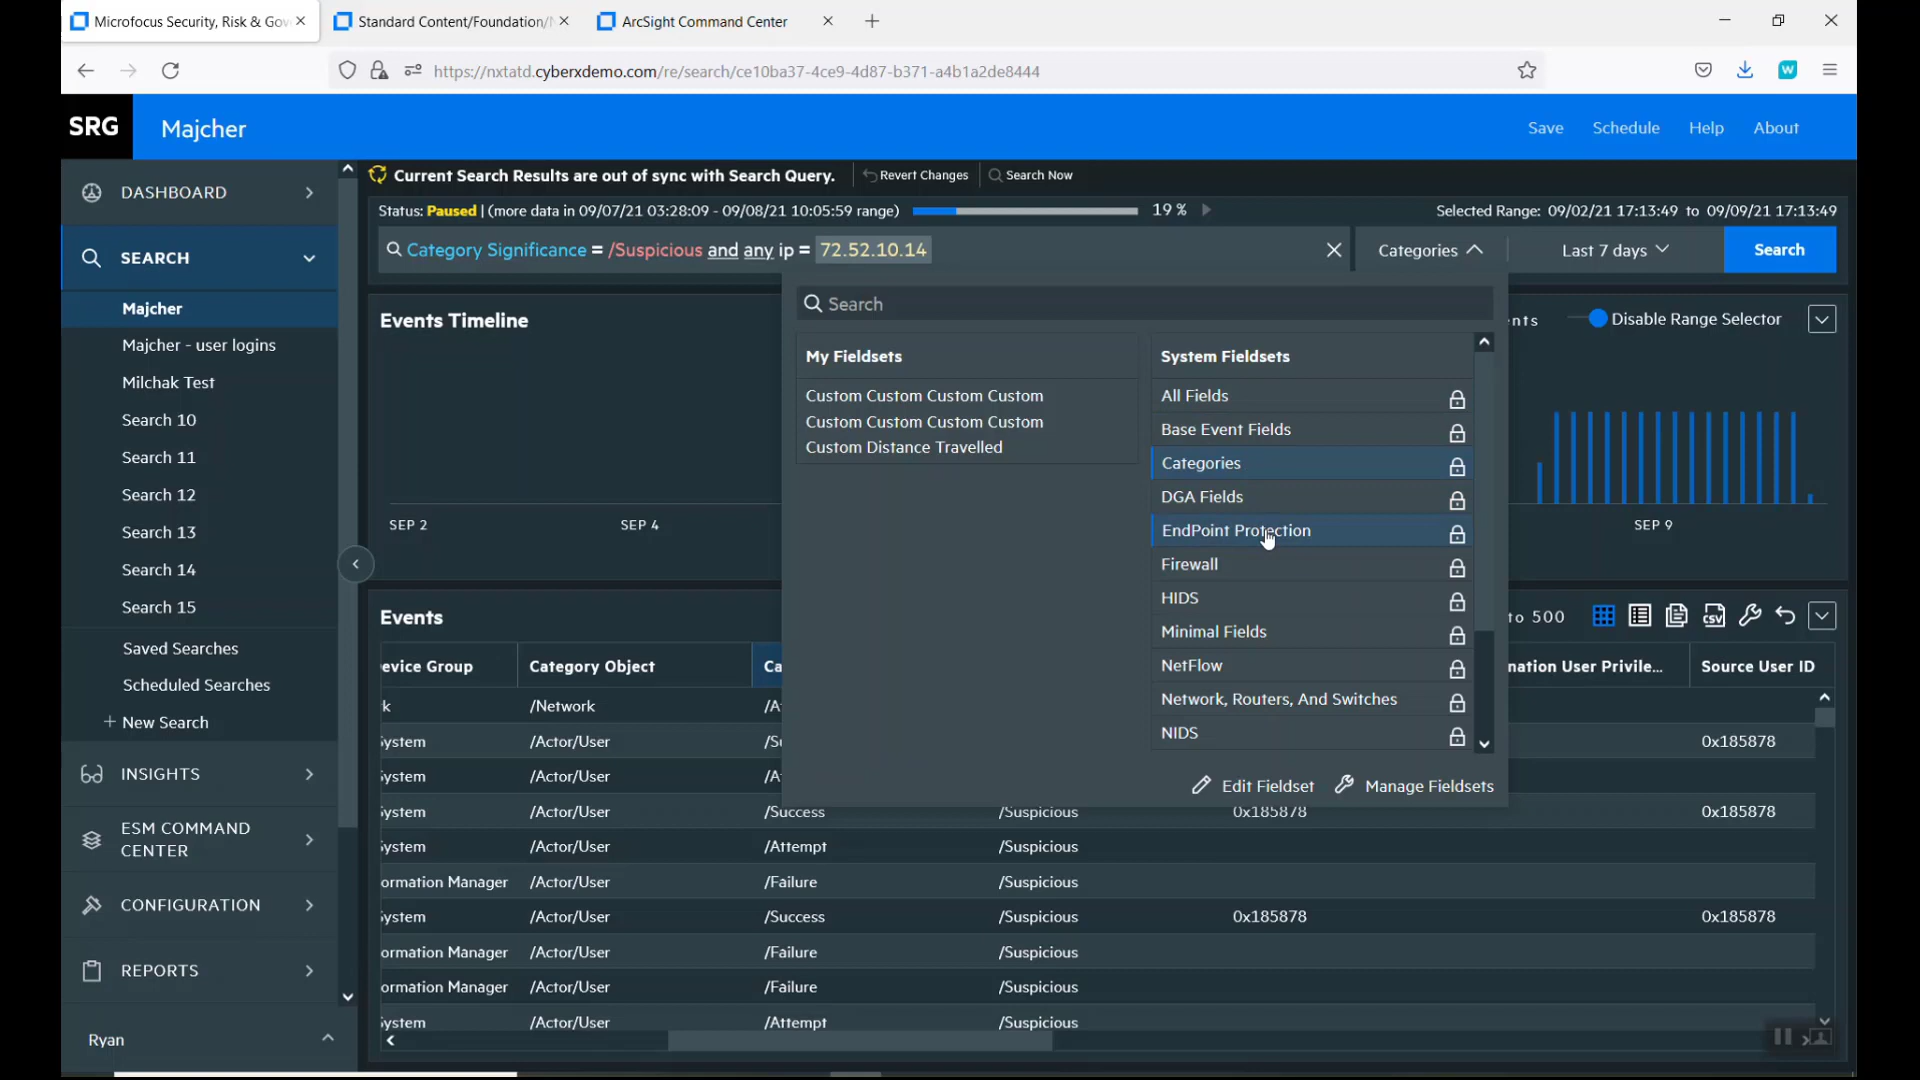 Microfocus Security, Risk & Gov
Standard Content/Foundation/
ArcSight Command Center
https://nxtatd.cyberxdemo.com/re/search/ce10ba37-4ce9-4d87-b371-a4b1a2de8444
SRG
Majcher
Save
Schedule
Help
About
DASHBOARD
SEARCH
Majcher
Majcher - user logins
Milchak Test
Search 10
Search 11
Search 12
Search 13
Search 14
Search 15
Saved Searches
Scheduled Searches
+ New Search
INSIGHTS
ESM COMMAND
CENTER
CONFIGURATION
REPORTS
Ryan
Current Search Results are out of sync with Search Query.
Revert Changes
Search Now
Status: Paused | (more data in 09/07/21 03:28:09 - 09/08/21 10:05:59 range)
19 %
Selected Range: 09/02/21 17:13:49 to 09/09/21 17:13:49
Category Significance = /Suspicious and any ip = 72.52.10.14
Categories
Last 7 days
Search
Events Timeline
nts
Disable Range Selector
SEP 2
SEP 4
SEP 9
Search
My Fieldsets
Custom Custom Custom Custom
Custom Custom Custom Custom
Custom Distance Travelled
System Fieldsets
All Fields
Base Event Fields
Categories
DGA Fields
EndPoint Protection
Firewall
HIDS
Minimal Fields
NetFlow
Network, Routers, And Switches
NIDS
Edit Fieldset
Manage Fieldsets
Events
to 500
CSV
evice Group
Category Object
Ca
nation User Privile...
Source User ID
k /Network /A
System /Actor/User /Su 0x185878
System /Actor/User /A
System /Actor/User /Success /Suspicious 0x185878 0x185878
System /Actor/User /Attempt /Suspicious
ormation Manager /Actor/User /Failure /Suspicious
System /Actor/User /Success /Suspicious 0x185878 0x185878
ormation Manager /Actor/User /Failure /Suspicious
ormation Manager /Actor/User /Failure /Suspicious
System /Actor/User /Attempt /Suspicious